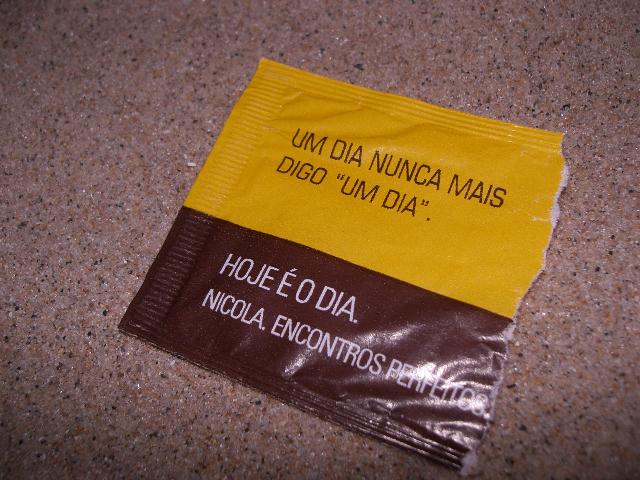 UM DIA NUNCA MAIS
DIGO "UM DIA".
HOJE É O DIA.
NICOLA, ENCONTROS PERFEITOS.